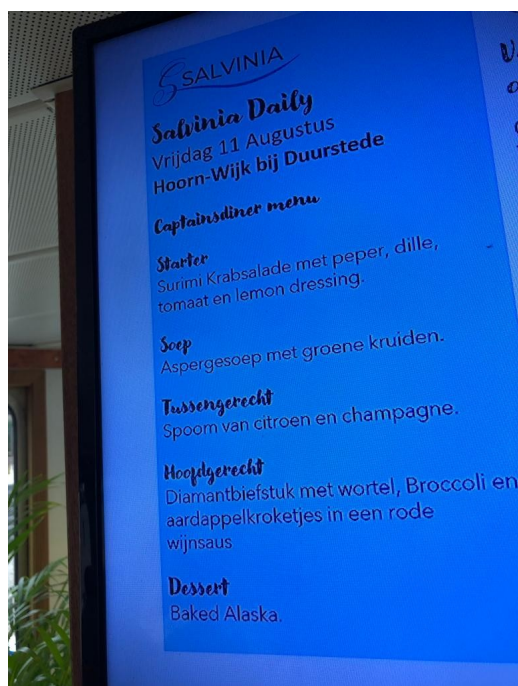 SALVINIA
Salvinia Daily
Vrijdag 11 Augustus
Hoorn-Wijk bij Duurstede
Captainsdiner menu
Starter
Surimi Krabsalade met peper, dille,
tomaat en lemon dressing.
Soep
Aspergesoep met groene kruiden.
Tussengerecht
Spoom van citroen en champagne.
Hoofdgerecht
Diamantbiefstuk met wortel, Broccoli en
aardappelkroketjes in een rode
wijnsaus
Dessert
Baked Alaska.